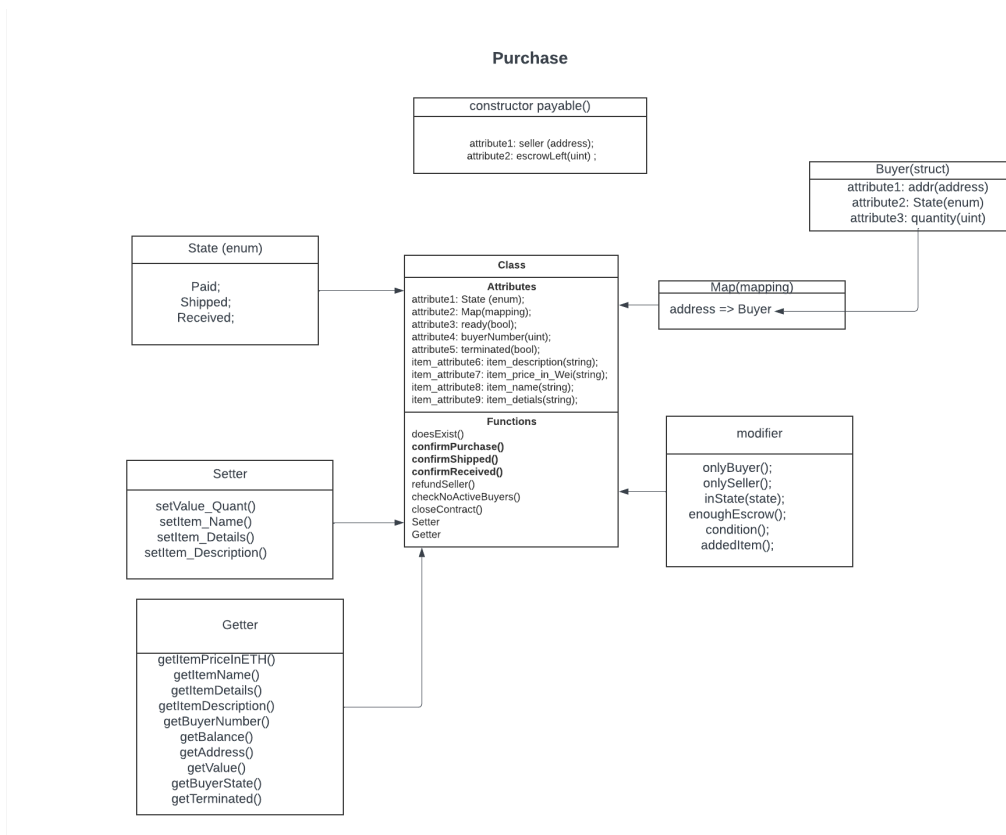 Purchase
constructor payable()
attribute1: seller (address);
attribute2: escrowLeft(uint) ;
Buyer(struct)
attribute1: addr(address)
attribute2: State(enum)
attribute3: quantity(uint)
State (enum)
Paid;
Shipped;
Received;
Class
Attributes
attribute1: State (enum);
attribute2: Map(mapping);
attribute3: ready(bool);
attribute4: buyerNumber(uint);
attribute5: terminated(bool);
item_attribute6: item_description(string);
item_attribute7: item_price_in_Wei(string);
item_attribute8: item_name(string);
item_attribute9: item_detials(string);
Functions
doesExist()
confirmPurchase()
confirmShipped()
confirmReceived()
refundSeller()
checkNoActiveBuyers()
closeContract()
Setter
Getter
Map(mapping)
address => Buyer
modifier
onlyBuyer();
onlySeller();
inState(state);
enoughEscrow();
condition();
addedItem();
Setter
setValue_Quant()
setItem_Name()
setItem_Details()
setItem_Description()
Getter
getItemPriceInETH()
getItemName()
getItemDetails()
getItemDescription()
getBuyerNumber()
getBalance()
getAddress()
getValue()
getBuyerState()
getTerminated()